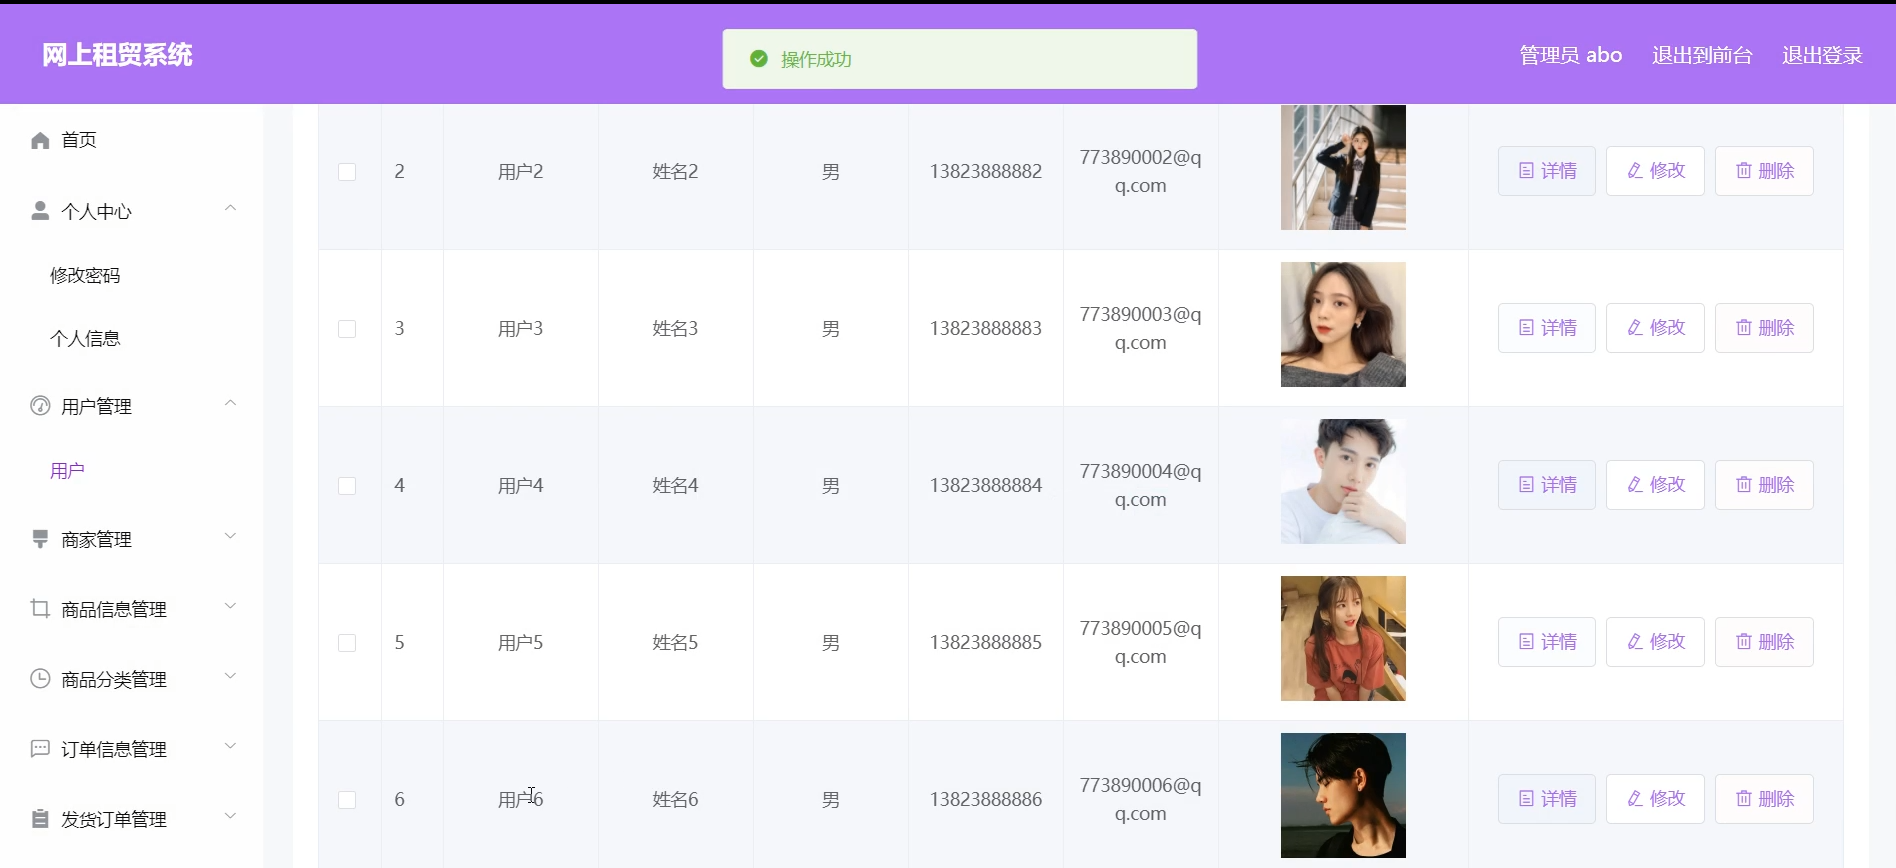 网上租贸系统
操作成功
管理员 abo
退出到前台
退出登录
首页
个人中心
修改密码
个人信息
用户管理
用户
商家管理
商品信息管理
商品分类管理
订单信息管理
发货订单管理
2 用户2 姓名2 男 13823888882 773890002@q
q.com
详情 修改 删除
3 用户3 姓名3 男 13823888883 773890003@q
q.com
详情 修改 删除
4 用户4 姓名4 男 13823888884 773890004@q
q.com
详情 修改 删除
5 用户5 姓名5 男 13823888885 773890005@q
q.com
详情 修改 删除
6 用户6 姓名6 男 13823888886 773890006@q
q.com
详情 修改 删除